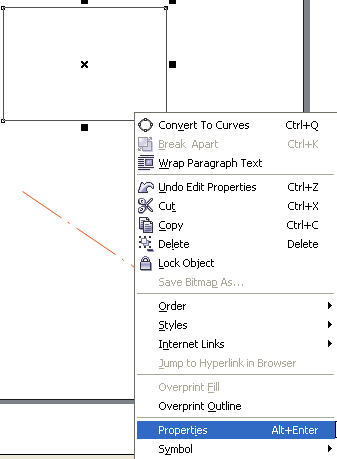 Convert To Curves Ctrl+Q
Break Apart Ctrl+K
Wrap Paragraph Text
Undo Edit Properties Ctrl+Z
Cut Ctrl+X
Copy Ctrl+C
Delete Delete
Lock Object
Save Bitmap As...
Order
Styles
Internet Links
Jump to Hyperlink in Browser
Overprint Fill
Overprint Outline
Properties Alt+Enter
Symbol